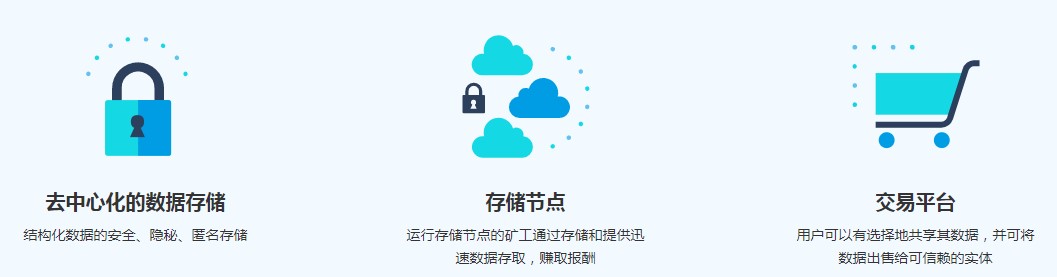 去中心化的数据存储
结构化数据的安全、隐秘、匿名存储
存储节点
运行存储节点的矿工通过存储和提供迅
速数据存取，赚取报酬
交易平台
用户可以有选择地共享其数据，并可将
数据出售给可信赖的实体